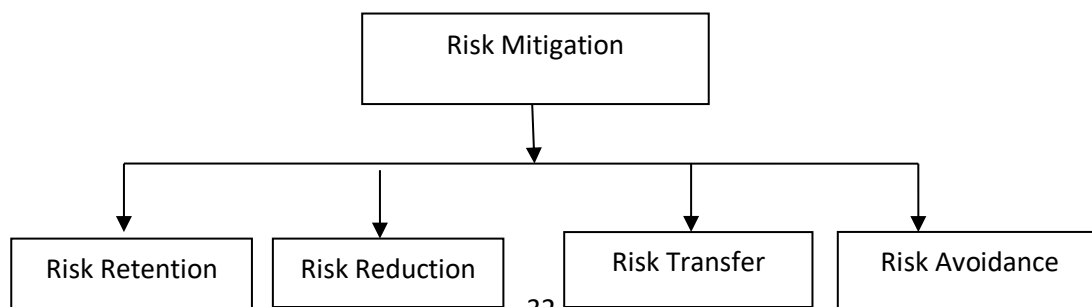 Risk Mitigation
Risk Retention
Risk Reduction
Risk Transfer
Risk Avoidance